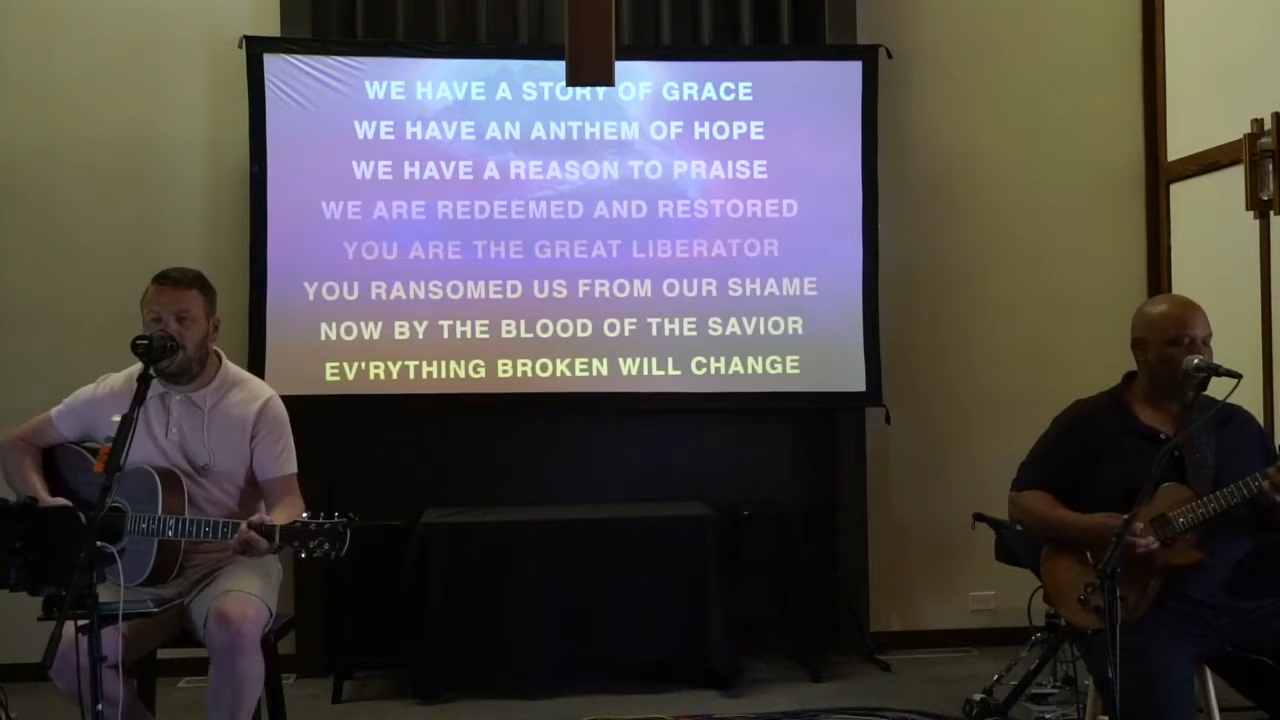 WE HAVE A STORY OF GRACE
WE HAVE AN ANTHEM OF HOPE
WE HAVE A REASON TO PRAISE
WE ARE REDEEMED AND RESTORED
YOU ARE THE GREAT LIBERATOR
YOU RANSOMED US FROM OUR SHAME
NOW BY THE BLOOD OF THE SAVIOR
EV'RYTHING BROKEN WILL CHANGE